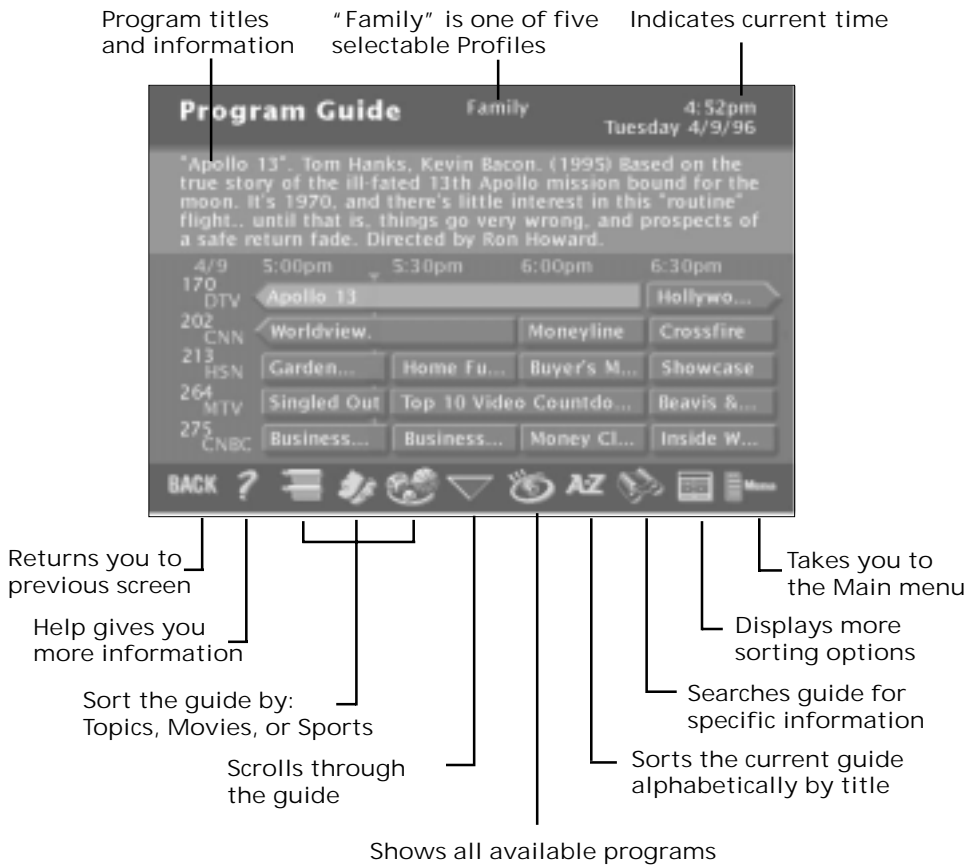 Program titles
and information
“Family” is one of five
selectable Profiles
Indicates current time
Program Guide
Family
4:52pm
Tuesday 4/9/96
"Apollo 13". Tom Hanks, Kevin Bacon. (1995) Based on the
true story of the ill-fated 13th Apollo mission bound for the
moon. It's 1970, and there's little interest in this "routine"
flight.. until that is, things go very wrong, and prospects of
a safe return fade. Directed by Ron Howard.
4/9 5:00pm 5:30pm 6:00pm 6:30pm
170 DTV Apollo 13 Hollywo...
202 CNN Worldview. Moneyline Crossfire
213 HSN Garden... Home Fu... Buyer's M... Showcase
264 MTV Singled Out Top 10 Video Countdo... Beavis &...
275 CNBC Business... Business... Money Cl... Inside W...
BACK ? A-Z Menu
Returns you to
previous screen
Takes you to
the Main menu
Help gives you
more information
Displays more
sorting options
Sort the guide by:
Topics, Movies, or Sports
Searches guide for
specific information
Scrolls through
the guide
Sorts the current guide
alphabetically by title
Shows all available programs